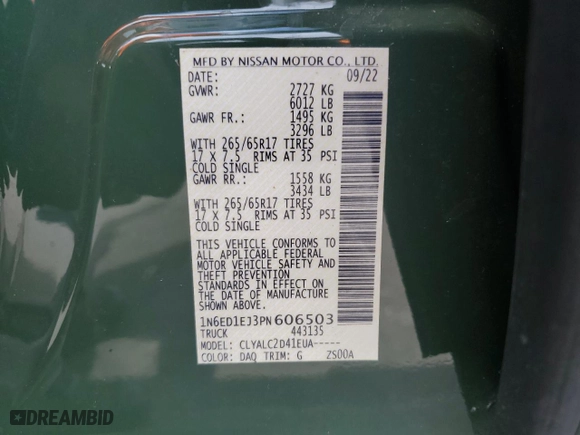 MFD BY NISSAN MOTOR CO., LTD.
DATE: 09/22
GVWR: 2727 KG
6012 LB
GAWR FR.: 1495 KG
3296 LB
WITH 265/65R17 TIRES
17 X 7.5 RIMS AT 35 PSI
COLD SINGLE
GAWR RR.: 1558 KG
3434 LB
WITH 265/65R17 TIRES
17 X 7.5 RIMS AT 35 PSI
COLD SINGLE
THIS VEHICLE CONFORMS TO
ALL APPLICABLE FEDERAL
MOTOR VEHICLE SAFETY AND
THEFT PREVENTION
STANDARDS IN EFFECT ON
THE DATE OF MANUFACTURE
SHOWN ABOVE.
1N6ED1EJ3PN606503
TRUCK 443135
MODEL: CLYALC2D41EUA-----
COLOR: DAQ TRIM: G ZS00A
DREAMBID